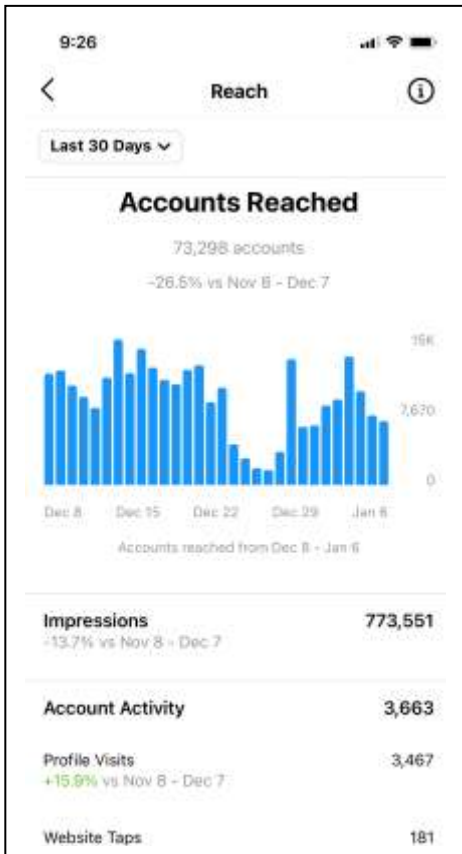 9:26
Reach
Last 30 Days
Accounts Reached
73,298 accounts
-26.5% vs Nov 8 - Dec 7
15K
7,670
0
Dec 8 Dec 15 Dec 22 Dec 29 Jan 6
Accounts reached from Dec 8 - Jan 6
Impressions 773,551
-13.7% vs Nov 8 - Dec 7
Account Activity 3,663
Profile Visits 3,467
+15.9% vs Nov 8 - Dec 7
Website Taps 181